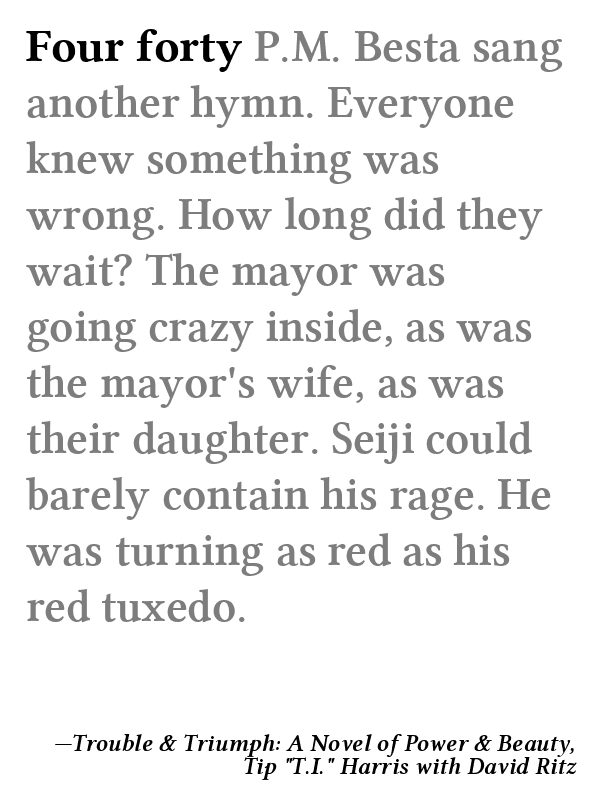 Four forty P.M. Besta sang
another hymn. Everyone
knew something was
wrong. How long did they
wait? The mayor was
going crazy inside, as was
the mayor's wife, as was
their daughter. Seiji could
barely contain his rage. He
was turning as red as his
red tuxedo.
—Trouble & Triumph: A Novel of Power & Beauty,
Tip "T.I." Harris with David Ritz